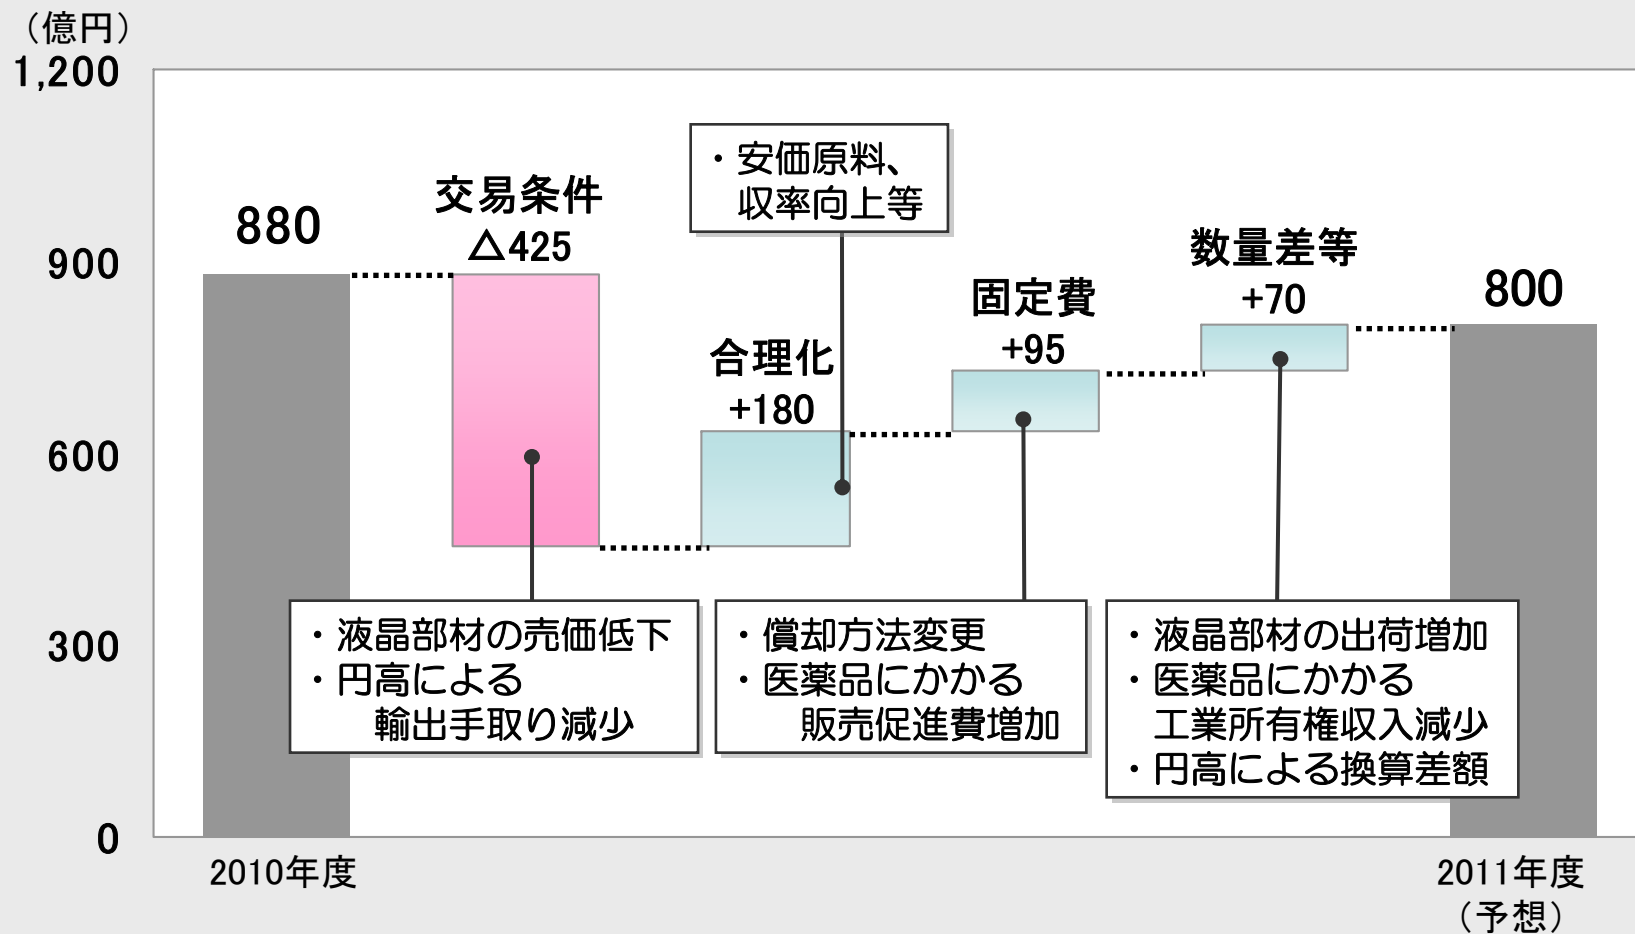 （億円）
1,200
900
600
300
0
880
交易条件
△425
・安価原料、
収率向上等
合理化
+180
固定費
+95
数量差等
+70
800
・液晶部材の売価低下
・円高による
輸出手取り減少
・償却方法変更
・医薬品にかかる
販売促進費増加
・液晶部材の出荷増加
・医薬品にかかる
工業所有権収入減少
・円高による換算差額
2010年度
2011年度
（予想）